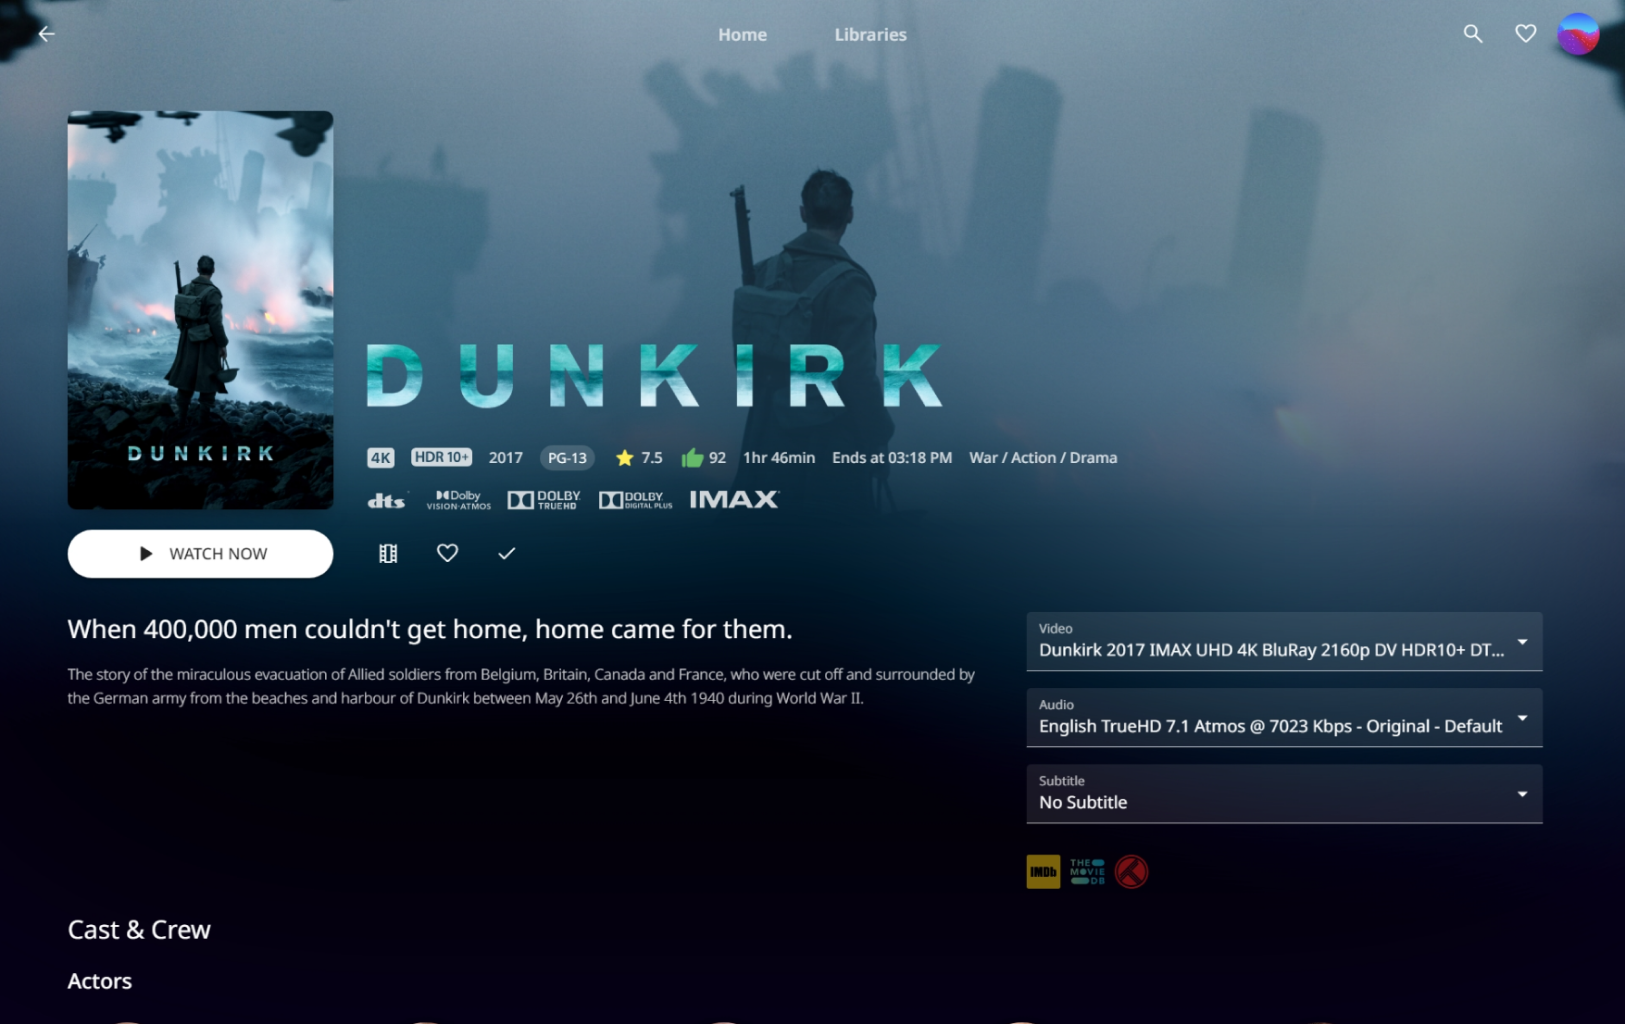 Home Libraries
DUNKIRK
DUNKIRK
4K HDR 10+ 2017 PG-13 7.5 92 1hr 46min Ends at 03:18 PM War / Action / Drama
dts Dolby VISION·ATMOS DOLBY TRUEHD DOLBY DIGITAL PLUS IMAX
WATCH NOW
When 400,000 men couldn't get home, home came for them.
The story of the miraculous evacuation of Allied soldiers from Belgium, Britain, Canada and France, who were cut off and surrounded by
the German army from the beaches and harbour of Dunkirk between May 26th and June 4th 1940 during World War II.
Video
Dunkirk 2017 IMAX UHD 4K BluRay 2160p DV HDR10+ DT...
Audio
English TrueHD 7.1 Atmos @ 7023 Kbps - Original - Default
Subtitle
No Subtitle
IMDb THE MOVIE DB
Cast & Crew
Actors